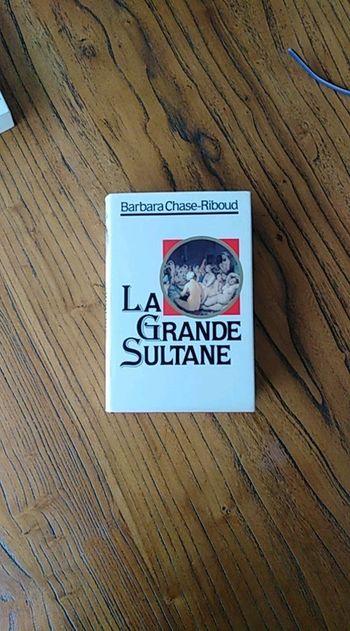 Barbara Chase-Riboud
LA
GRANDE
SULTANE